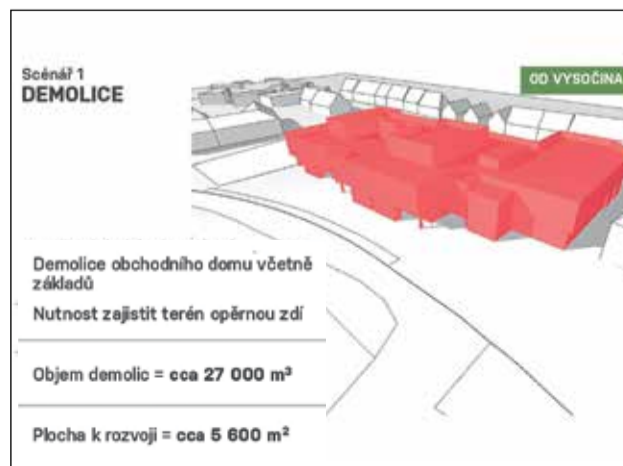 Scénář 1
DEMOLICE
OD VYSOČINA
Demolice obchodního domu včetně
základů
Nutnost zajistit terén opěrnou zdí
Objem demolic = cca 27 000 m³
Plocha k rozvoji = cca 5 600 m²